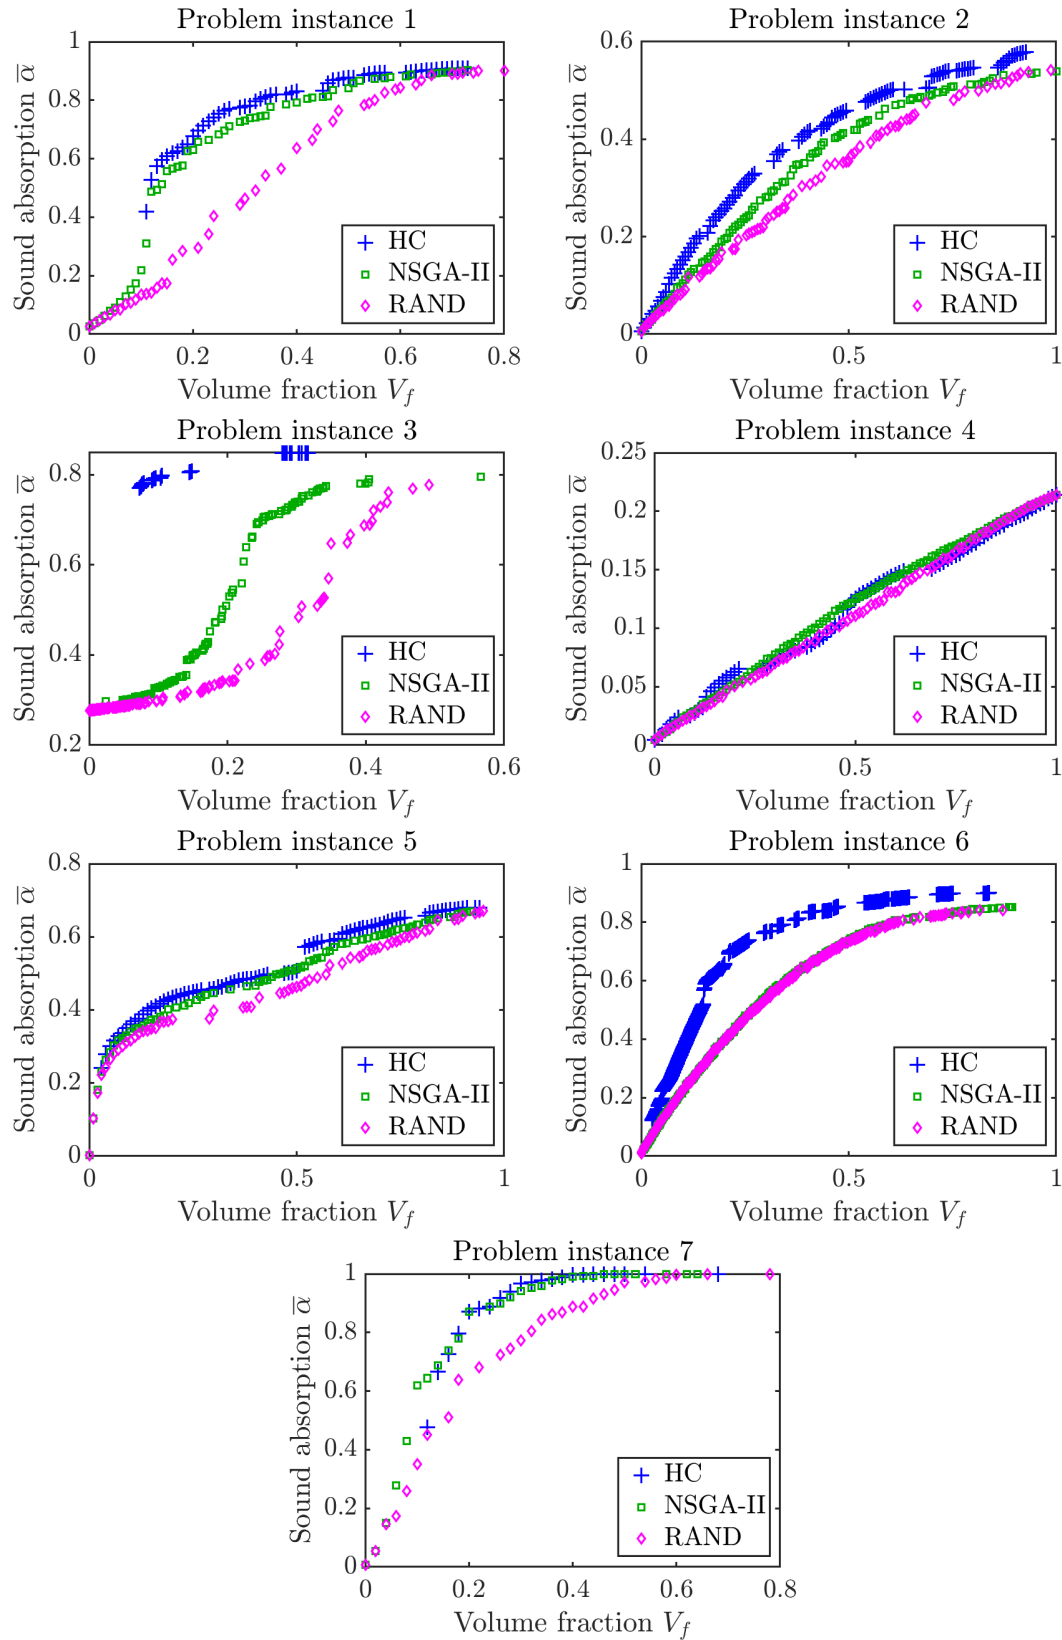 Problem instance 1
1
0.8
0.6
0.4
0.2
0
0 0.2 0.4 0.6 0.8
Sound absorption α̅
Volume fraction V_f
HC
NSGA-II
RAND
Problem instance 2
0.6
0.4
0.2
0
0 0.5 1
Sound absorption α̅
Volume fraction V_f
HC
NSGA-II
RAND
Problem instance 3
0.8
0.6
0.4
0.2
0 0.2 0.4 0.6
Sound absorption α̅
Volume fraction V_f
HC
NSGA-II
RAND
Problem instance 4
0.25
0.2
0.15
0.1
0.05
0
0 0.5 1
Sound absorption α̅
Volume fraction V_f
HC
NSGA-II
RAND
Problem instance 5
0.8
0.6
0.4
0.2
0
0 0.5 1
Sound absorption α̅
Volume fraction V_f
HC
NSGA-II
RAND
Problem instance 6
1
0.8
0.6
0.4
0.2
0
0 0.5 1
Sound absorption α̅
Volume fraction V_f
HC
NSGA-II
RAND
Problem instance 7
1
0.8
0.6
0.4
0.2
0
0 0.2 0.4 0.6 0.8
Sound absorption α̅
Volume fraction V_f
HC
NSGA-II
RAND